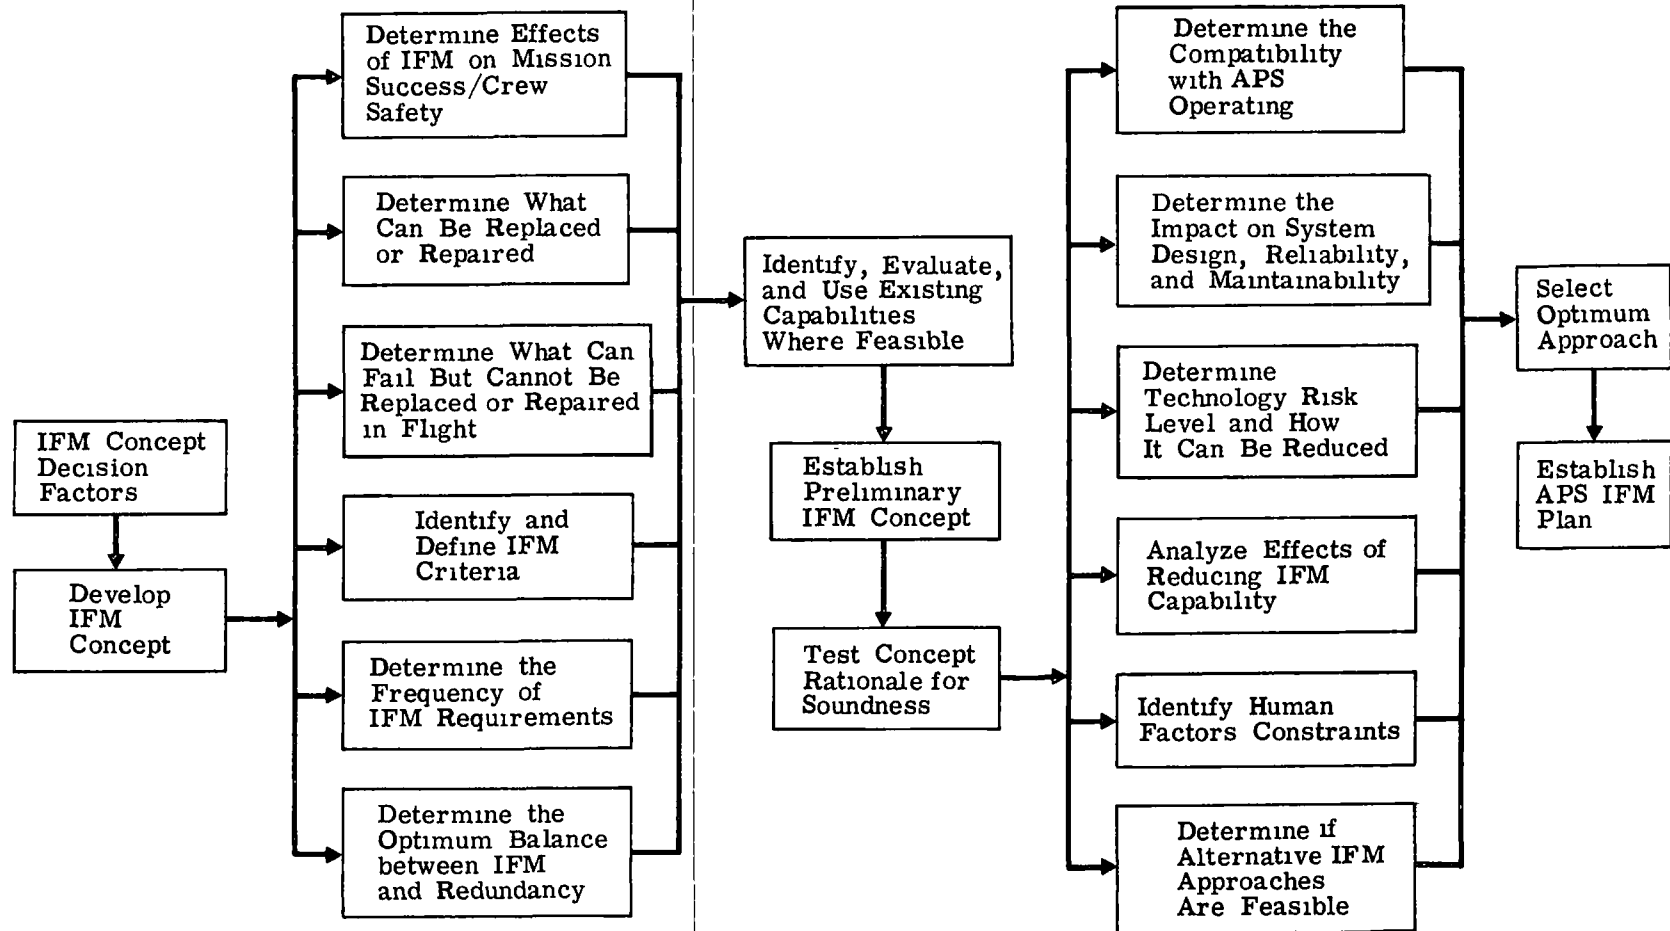 IFM Concept
Decision
Factors
Develop
IFM
Concept
Determine Effects
of IFM on Mission
Success/Crew
Safety
Determine What
Can Be Replaced
or Repaired
Determine What Can
Fail But Cannot Be
Replaced or Repaired
in Flight
Identify and
Define IFM
Criteria
Determine the
Frequency of
IFM Requirements
Determine the
Optimum Balance
between IFM
and Redundancy
Identify, Evaluate,
and Use Existing
Capabilities
Where Feasible
Establish
Preliminary
IFM Concept
Test Concept
Rationale for
Soundness
Determine the
Compatibility
with APS
Operating
Determine the
Impact on System
Design, Reliability,
and Maintainability
Determine
Technology Risk
Level and How
It Can Be Reduced
Analyze Effects of
Reducing IFM
Capability
Identify Human
Factors Constraints
Determine if
Alternative IFM
Approaches
Are Feasible
Select
Optimum
Approach
Establish
APS IFM
Plan